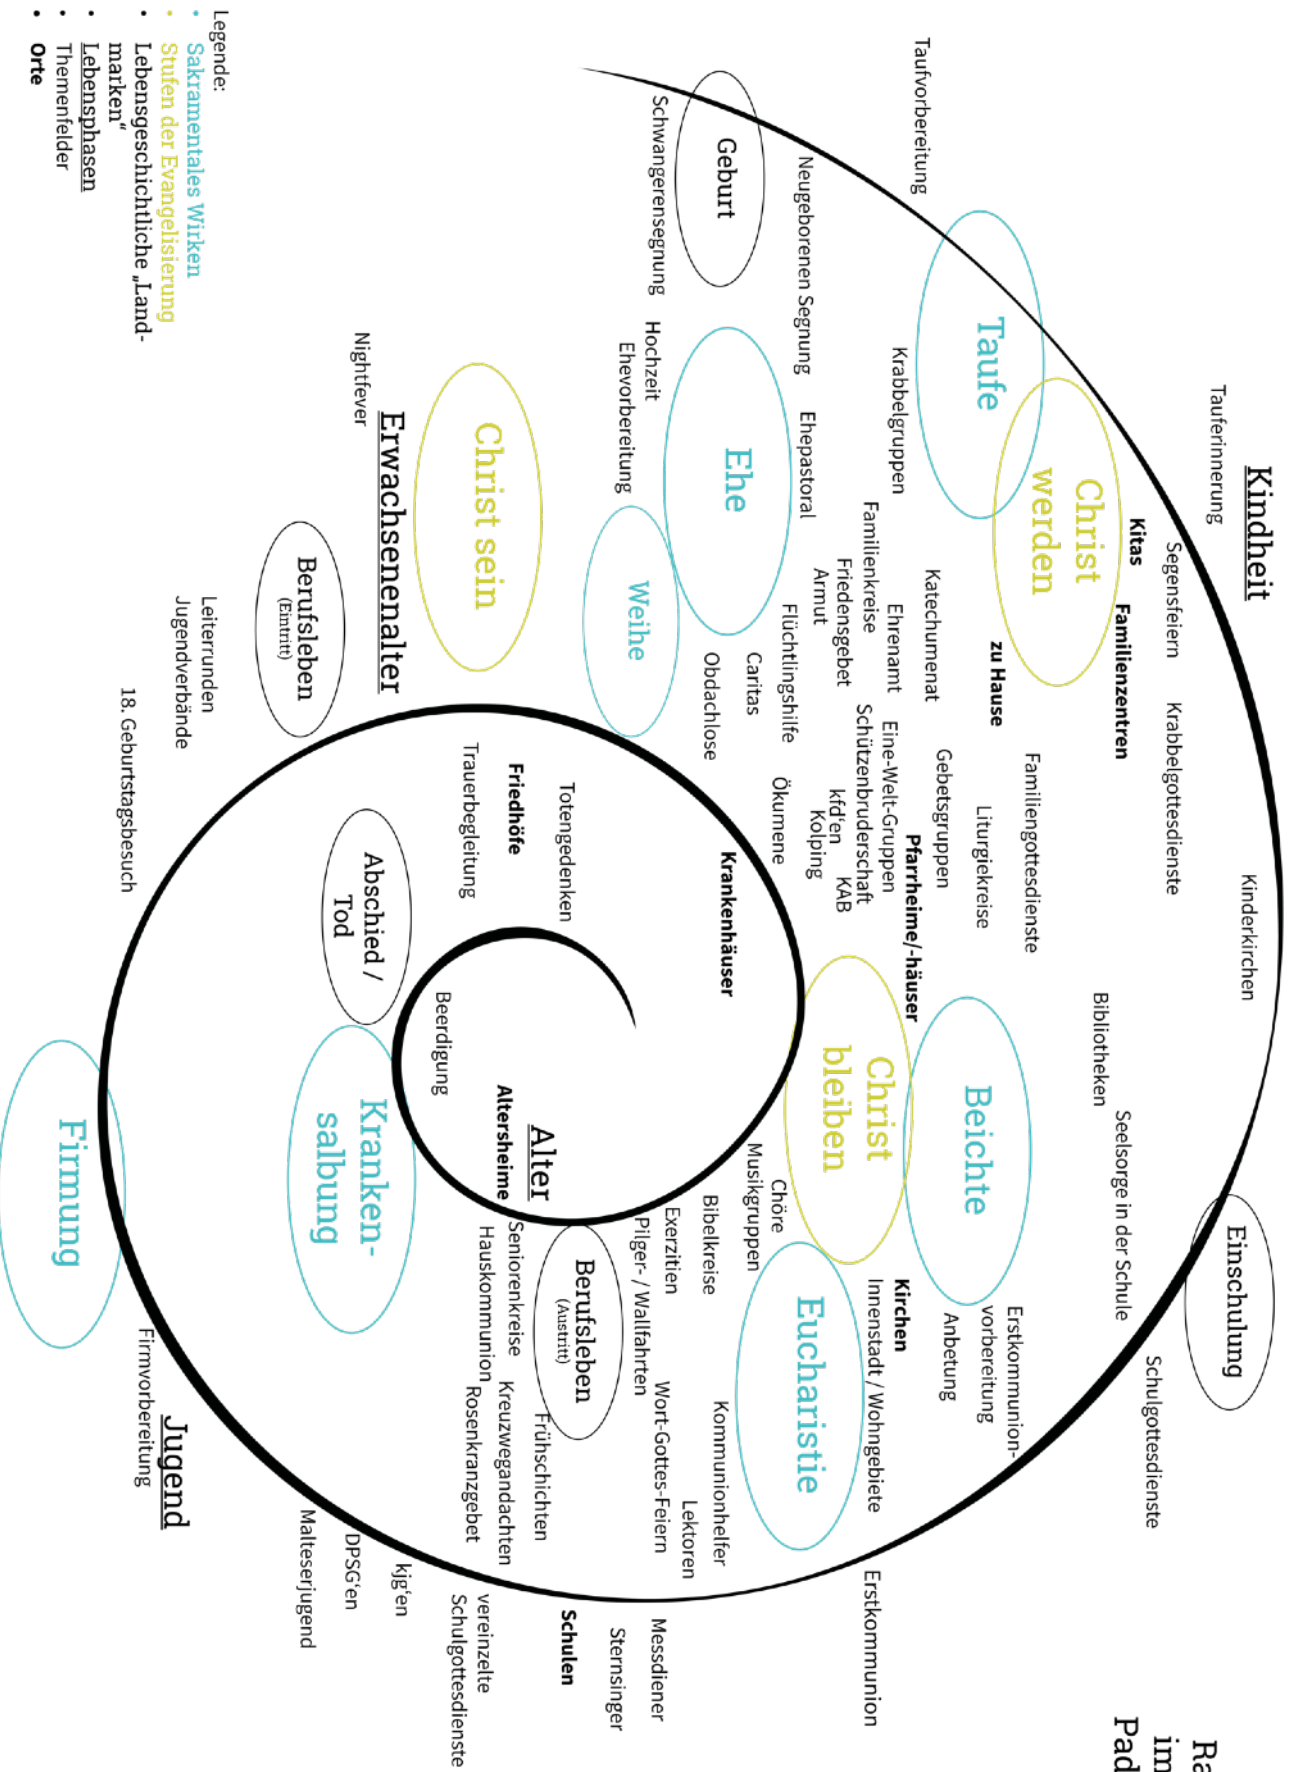 Ra
im
Pad
Kindheit
Tauferinnerung
Segensfeiern
Krabbelgottesdienste
Kinderkirchen
Einschulung
Schulgottesdienste
Seelsorge in der Schule
Bibliotheken
Kitas
Familienzentren
zu Hause
Christ
werden
Taufe
Taufvorbereitung
Krabbelgruppen
Familiengottesdienste
Liturgiekreise
Gebetsgruppen
Katechumenat
Pfarrheime/-häuser
Ehrenamt
Eine-Welt-Gruppen
Familienkreise
Schützenbruderschaft
Friedensgebet
KAB
kfd‘en
Armut
Kolping
Flüchtlingshilfe
Ökumene
Caritas
Obdachlose
Beichte
Erstkommunion-
vorbereitung
Anbetung
Kirchen
Innenstadt / Wohngebiete
Erstkommunion
Christ
bleiben
Eucharistie
Chöre
Musikgruppen
Neugeborenen Segnung
Geburt
Schwangerensegnung
Ehepastoral
Ehe
Hochzeit
Ehevorbereitung
Weihe
Krankenhäuser
Bibelkreise
Exerzitien
Pilger- / Wallfahrten
Kommunionhelfer
Lektoren
Wort-Gottes-Feiern
Messdiener
Sternsinger
Schulen
vereinzelte
Schulgottesdienste
Berufsleben
(Austritt)
Frühschichten
Seniorenkreise
Kreuzwegandachten
Hauskommunion
Rosenkranzgebet
Alter
Altersheime
Totengedenken
Friedhöfe
Trauerbegleitung
Beerdigung
Christ sein
Erwachsenenalter
Nightfever
Abschied /
Tod
Kranken-
salbung
Berufsleben
(Eintritt)
Leiterrunden
Jugendverbände
18. Geburtstagsbesuch
kjg‘en
DPSG‘en
Malteserjugend
Jugend
Firmvorbereitung
Firmung
Legende:
• Sakramentales Wirken
• Stufen der Evangelisierung
• Lebensgeschichtliche „Land-
marken“
• Lebensphasen
• Themenfelder
• Orte